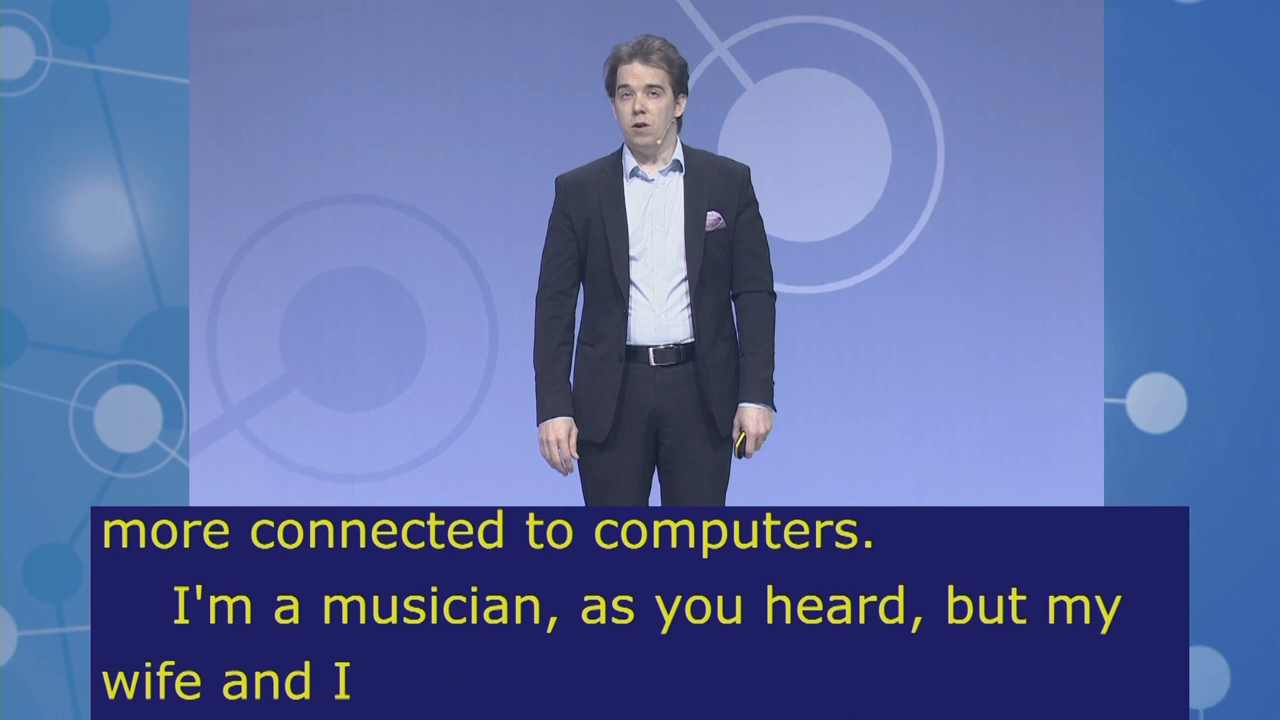 more connected to computers.
I'm a musician, as you heard, but my
wife and I